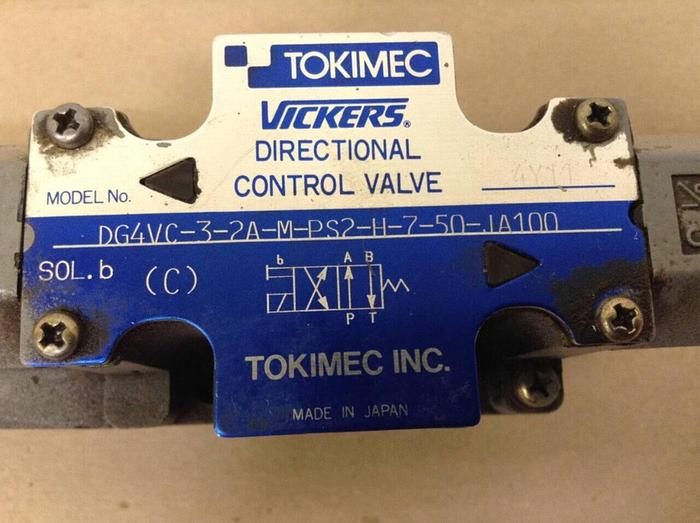 TOKIMEC
VICKERS®
DIRECTIONAL
CONTROL VALVE
MODEL No.
DG4VC-3-2A-M-PS2-H-7-50-JA100
SOL.b (C)
b A B
P T
TOKIMEC INC.
MADE IN JAPAN